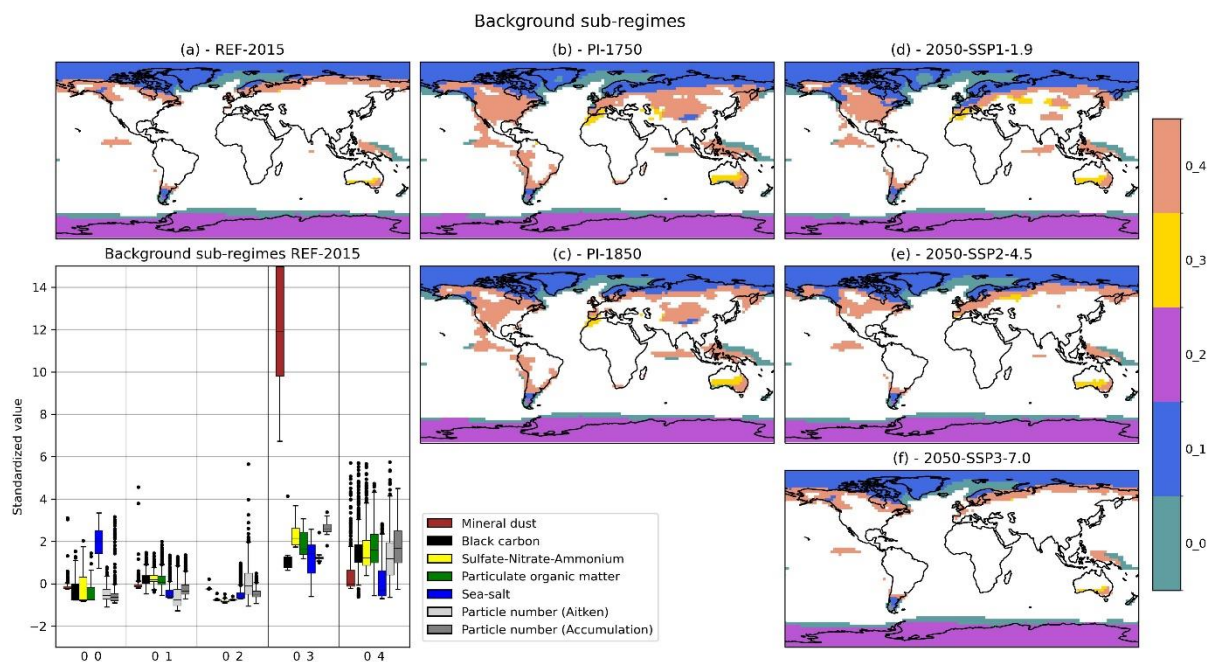 Background sub-regimes
(a) - REF-2015
(b) - PI-1750
(d) - 2050-SSP1-1.9
Background sub-regimes REF-2015
(c) - PI-1850
(e) - 2050-SSP2-4.5
(f) - 2050-SSP3-7.0
Standardized value
14
12
10
8
6
4
2
0
−2
0 0
0 1
0 2
0 3
0 4
Mineral dust
Black carbon
Sulfate-Nitrate-Ammonium
Particulate organic matter
Sea-salt
Particle number (Aitken)
Particle number (Accumulation)
0_4
0_3
0_2
0_1
0_0